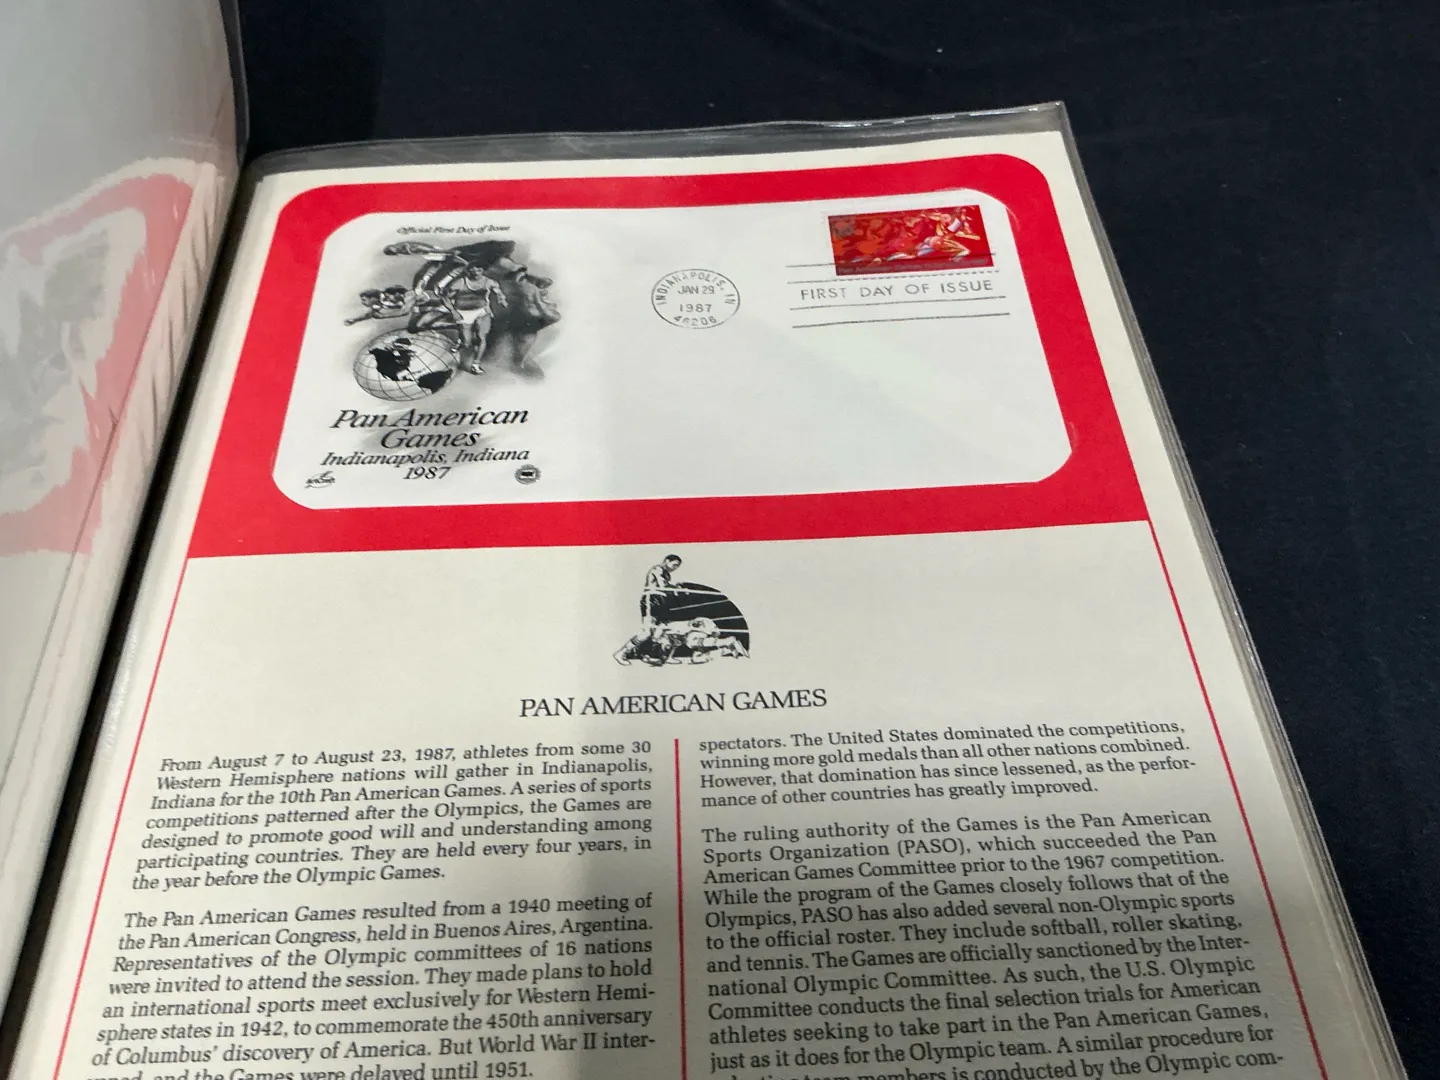 Official First Day of Issue
Pan American
Games
Indianapolis, Indiana
1987
INDIANAPOLIS, IN
JAN 29
1987
46206
FIRST DAY OF ISSUE
PAN AMERICAN GAMES
From August 7 to August 23, 1987, athletes from some 30
Western Hemisphere nations will gather in Indianapolis,
Indiana for the 10th Pan American Games. A series of sports
competitions patterned after the Olympics, the Games are
designed to promote good will and understanding among
participating countries. They are held every four years, in
the year before the Olympic Games.
The Pan American Games resulted from a 1940 meeting of
the Pan American Congress, held in Buenos Aires, Argentina.
Representatives of the Olympic committees of 16 nations
were invited to attend the session. They made plans to hold
an international sports meet exclusively for Western Hemi-
sphere states in 1942, to commemorate the 450th anniversary
of Columbus' discovery of America. But World War II inter-
and the Games were delayed until 1951.
spectators. The United States dominated the competitions,
winning more gold medals than all other nations combined.
However, that domination has since lessened, as the perfor-
mance of other countries has greatly improved.
The ruling authority of the Games is the Pan American
Sports Organization (PASO), which succeeded the Pan
American Games Committee prior to the 1967 competition.
While the program of the Games closely follows that of the
Olympics, PASO has also added several non-Olympic sports
to the official roster. They include softball, roller skating,
and tennis. The Games are officially sanctioned by the Inter-
national Olympic Committee. As such, the U.S. Olympic
Committee conducts the final selection trials for American
athletes seeking to take part in the Pan American Games,
just as it does for the Olympic team. A similar procedure for
team members is conducted by the Olympic com-